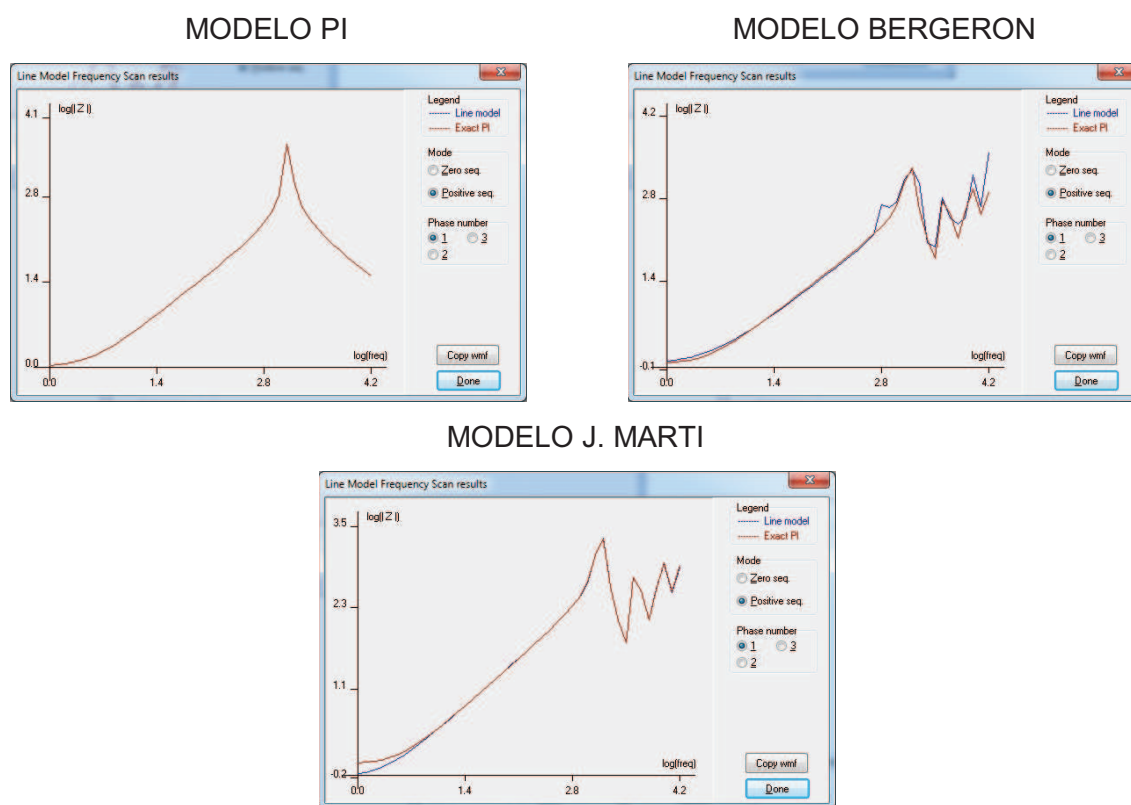 MODELO PI
Line Model Frequency Scan results
log(|Z|)
4.1
2.8
1.4
0.0
0.0
1.4
2.8
4.2
log(freq)
Legend
Line model
Exact PI
Mode
Zero seq.
Positive seq.
Phase number
1 3
2
Copy wmf
Done
MODELO BERGERON
Line Model Frequency Scan results
log(|Z|)
4.2
2.8
1.4
-0.1
0.0
1.4
2.8
4.2
log(freq)
Legend
Line model
Exact PI
Mode
Zero seq.
Positive seq.
Phase number
1 3
2
Copy wmf
Done
MODELO J. MARTI
Line Model Frequency Scan results
log(|Z|)
3.5
2.3
1.1
-0.2
0.0
1.4
2.8
4.2
log(freq)
Legend
Line model
Exact PI
Mode
Zero seq.
Positive seq.
Phase number
1 3
2
Copy wmf
Done